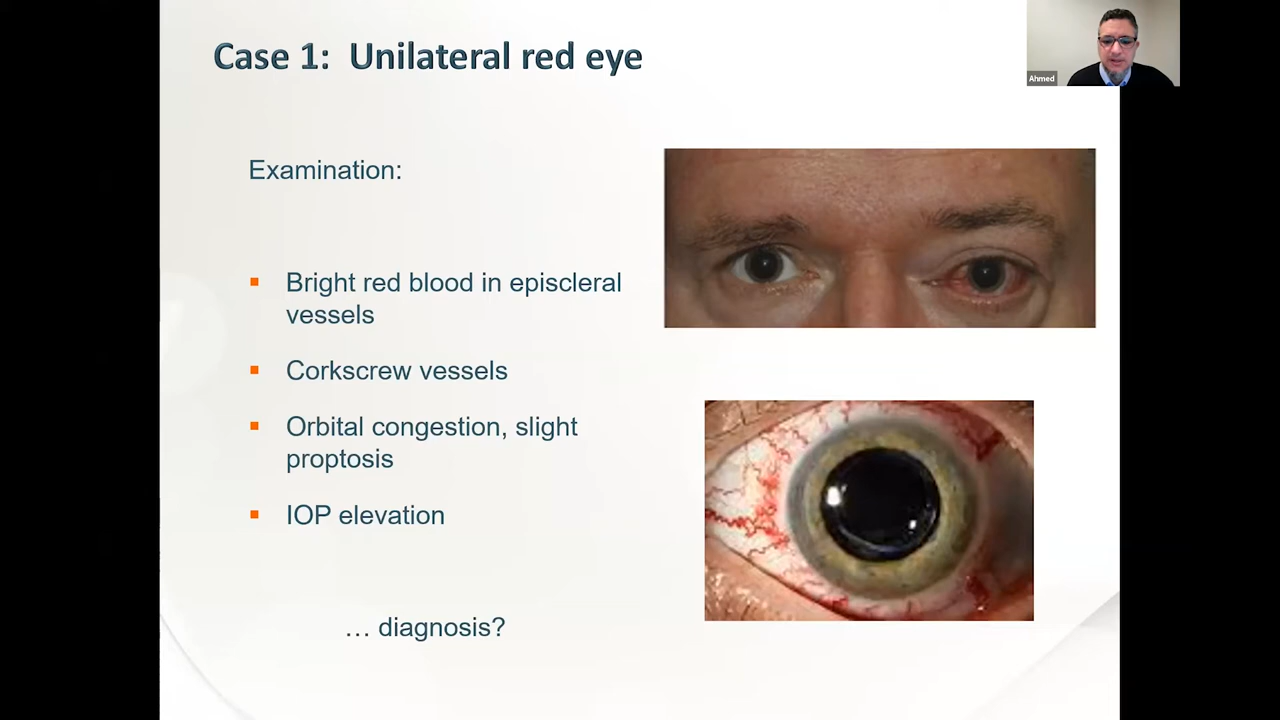 Case 1:  Unilateral red eye
Ahmed
Examination:
▪ Bright red blood in episcleral
vessels
▪ Corkscrew vessels
▪ Orbital congestion, slight
proptosis
▪ IOP elevation
… diagnosis?